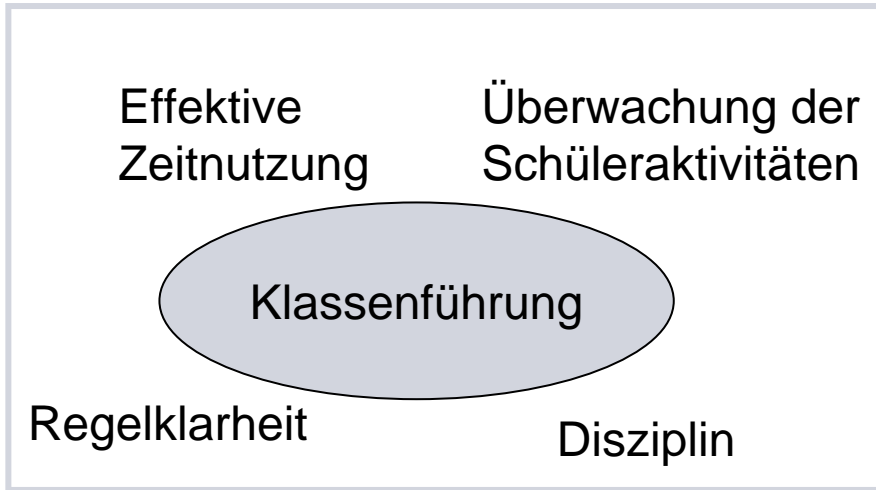 Effektive
Zeitnutzung
Überwachung der
Schüleraktivitäten
Klassenführung
Regelklarheit
Disziplin